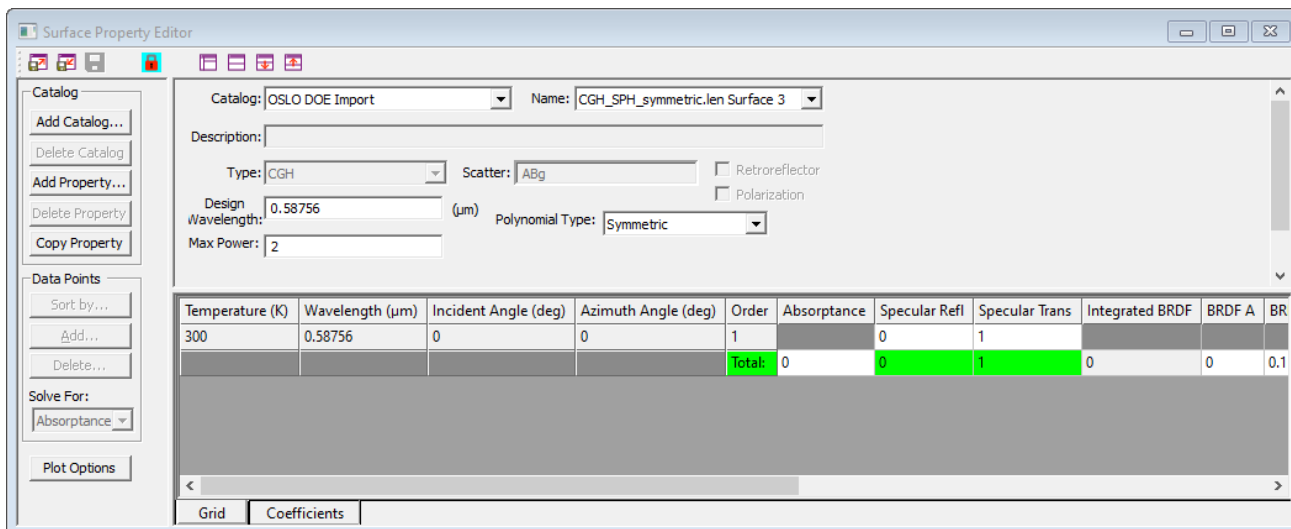 Surface Property Editor
Catalog
Add Catalog...
Delete Catalog
Add Property...
Delete Property
Copy Property
Data Points
Sort by...
Add...
Delete...
Solve For:
Absorptance
Plot Options
Catalog: OSLO DOE Import Name: CGH_SPH_symmetric.len Surface 3
Description:
Type: CGH Scatter: ABg Retroreflector
Polarization
Design
Wavelength: 0.58756 (µm) Polynomial Type: Symmetric
Max Power: 2
Temperature (K) Wavelength (µm) Incident Angle (deg) Azimuth Angle (deg) Order Absorptance Specular Refl Specular Trans Integrated BRDF BRDF A BR
300 0.58756 0 0 1 0 1
Total: 0 0 1 0 0 0.1
Grid Coefficients